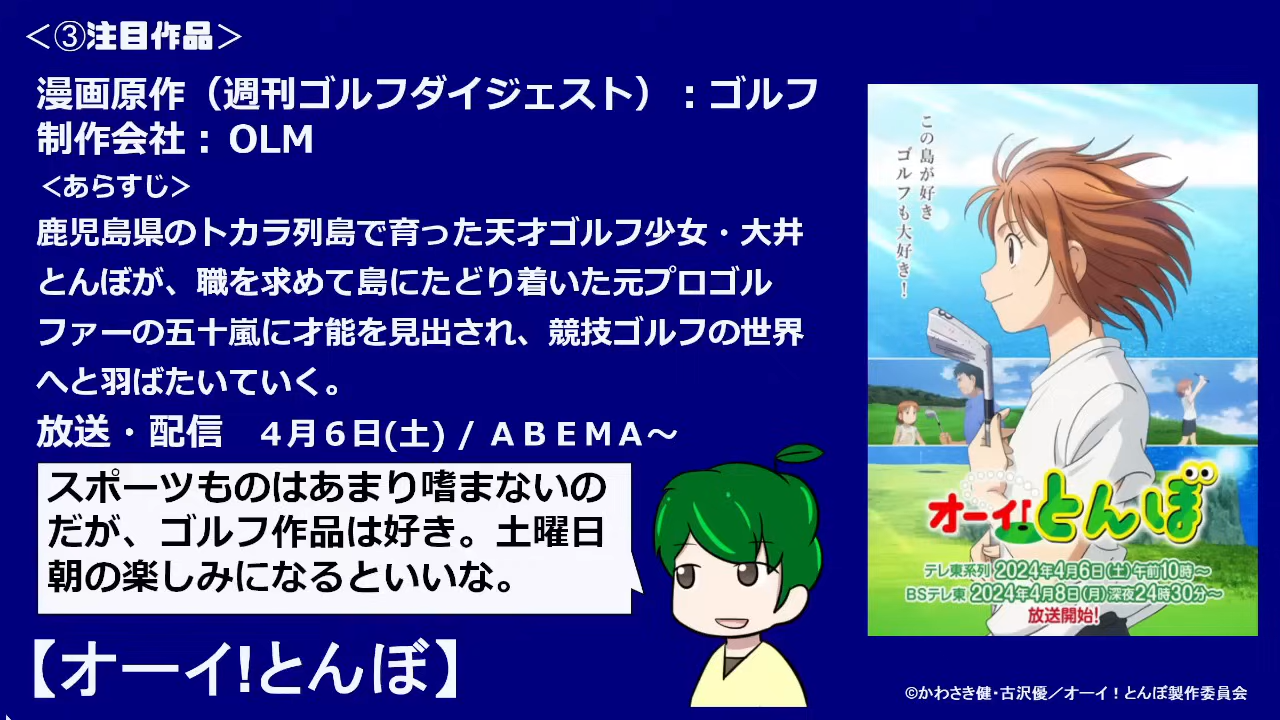 ＜③注目作品＞
漫画原作（週刊ゴルフダイジェスト）：ゴルフ
制作会社：OLM
＜あらすじ＞
鹿児島県のトカラ列島で育った天才ゴルフ少女・大井
とんぼが、職を求めて島にたどり着いた元プロゴル
ファーの五十嵐に才能を見出され、競技ゴルフの世界
へと羽ばたいていく。
放送・配信　４月６日(土) / ＡＢＥＭＡ～
スポーツものはあまり嗜まないの
だが、ゴルフ作品は好き。土曜日
朝の楽しみになるといいな。
【オーイ!とんぼ】
この島が好き
ゴルフも大好き！
8
オーイ!とんぼ
テレ東系列 2024年4月6日(土)午前10時～
BSテレ東 2024年4月8日(月)深夜24時30分～
放送開始!
©かわさき健・古沢優／オーイ！とんぼ製作委員会